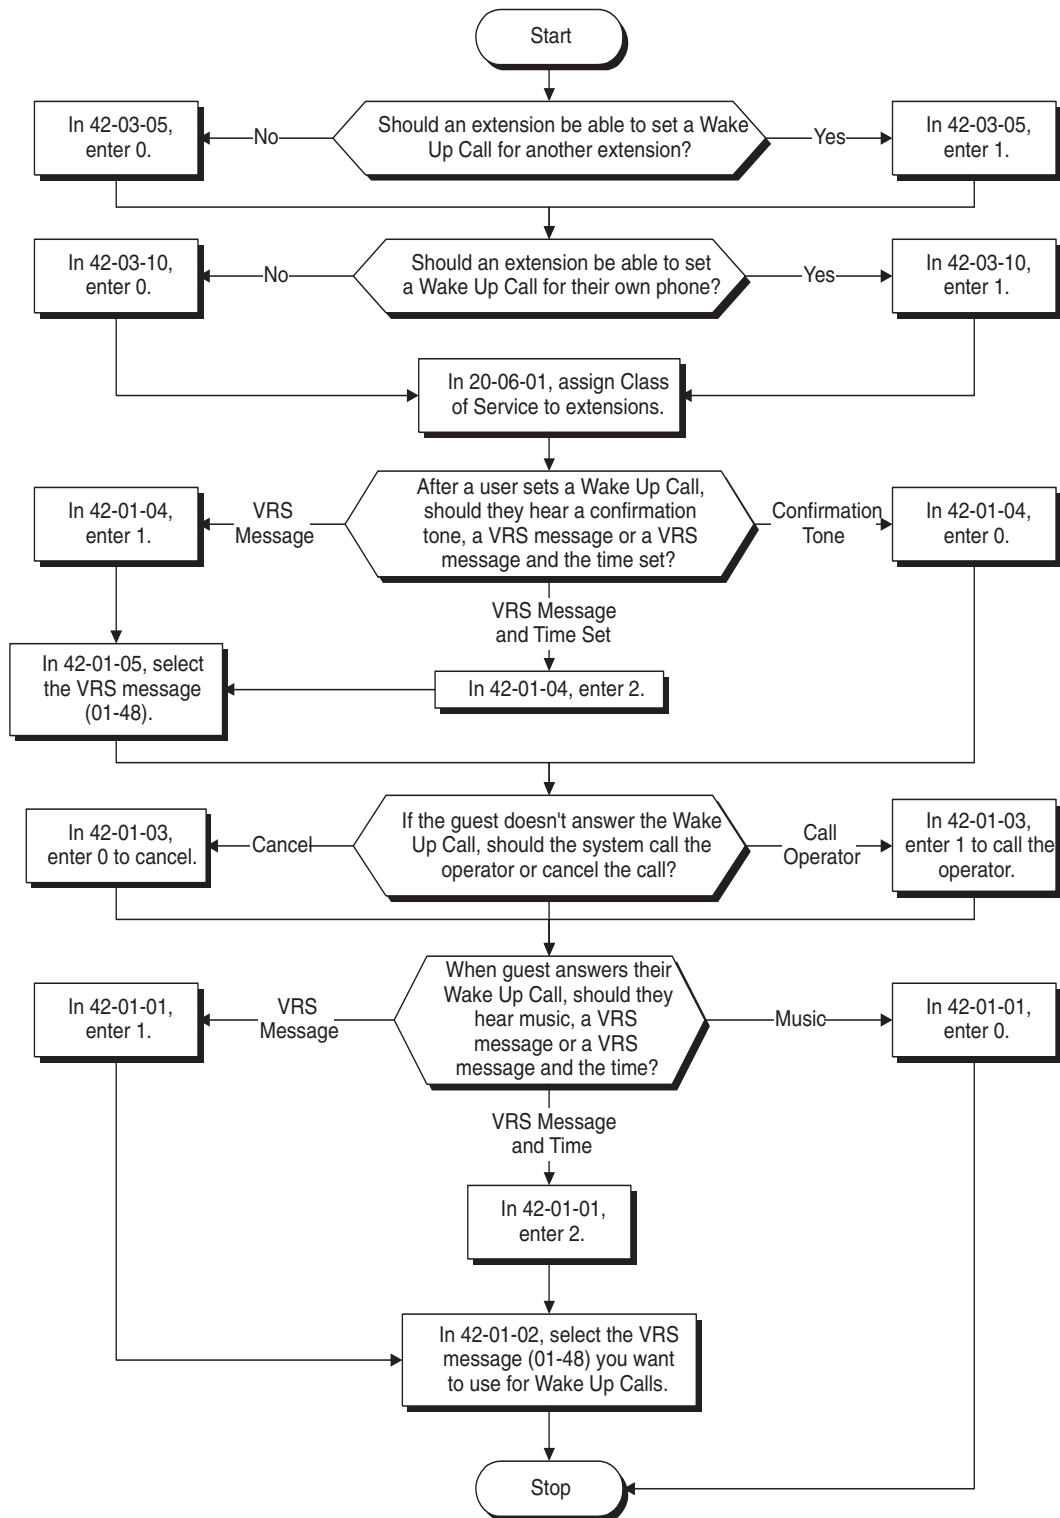 Start
In 42-03-05,
enter 0.
No
Should an extension be able to set a Wake
Up Call for another extension?
Yes
In 42-03-05,
enter 1.
In 42-03-10,
enter 0.
No
Should an extension be able to set
a Wake Up Call for their own phone?
Yes
In 42-03-10,
enter 1.
In 20-06-01, assign Class
of Service to extensions.
In 42-01-04,
enter 1.
VRS
Message
After a user sets a Wake Up Call,
should they hear a confirmation
tone, a VRS message or a VRS
message and the time set?
Confirmation
Tone
In 42-01-04,
enter 0.
VRS Message
and Time Set
In 42-01-05, select
the VRS message
(01-48).
In 42-01-04, enter 2.
In 42-01-03,
enter 0 to cancel.
Cancel
If the guest doesn't answer the Wake
Up Call, should the system call the
operator or cancel the call?
Call
Operator
In 42-01-03,
enter 1 to call the
operator.
In 42-01-01,
enter 1.
VRS
Message
When guest answers their
Wake Up Call, should they
hear music, a VRS
message or a VRS
message and the time?
Music
In 42-01-01,
enter 0.
VRS Message
and Time
In 42-01-01,
enter 2.
In 42-01-02, select the VRS
message (01-48) you want
to use for Wake Up Calls.
Stop